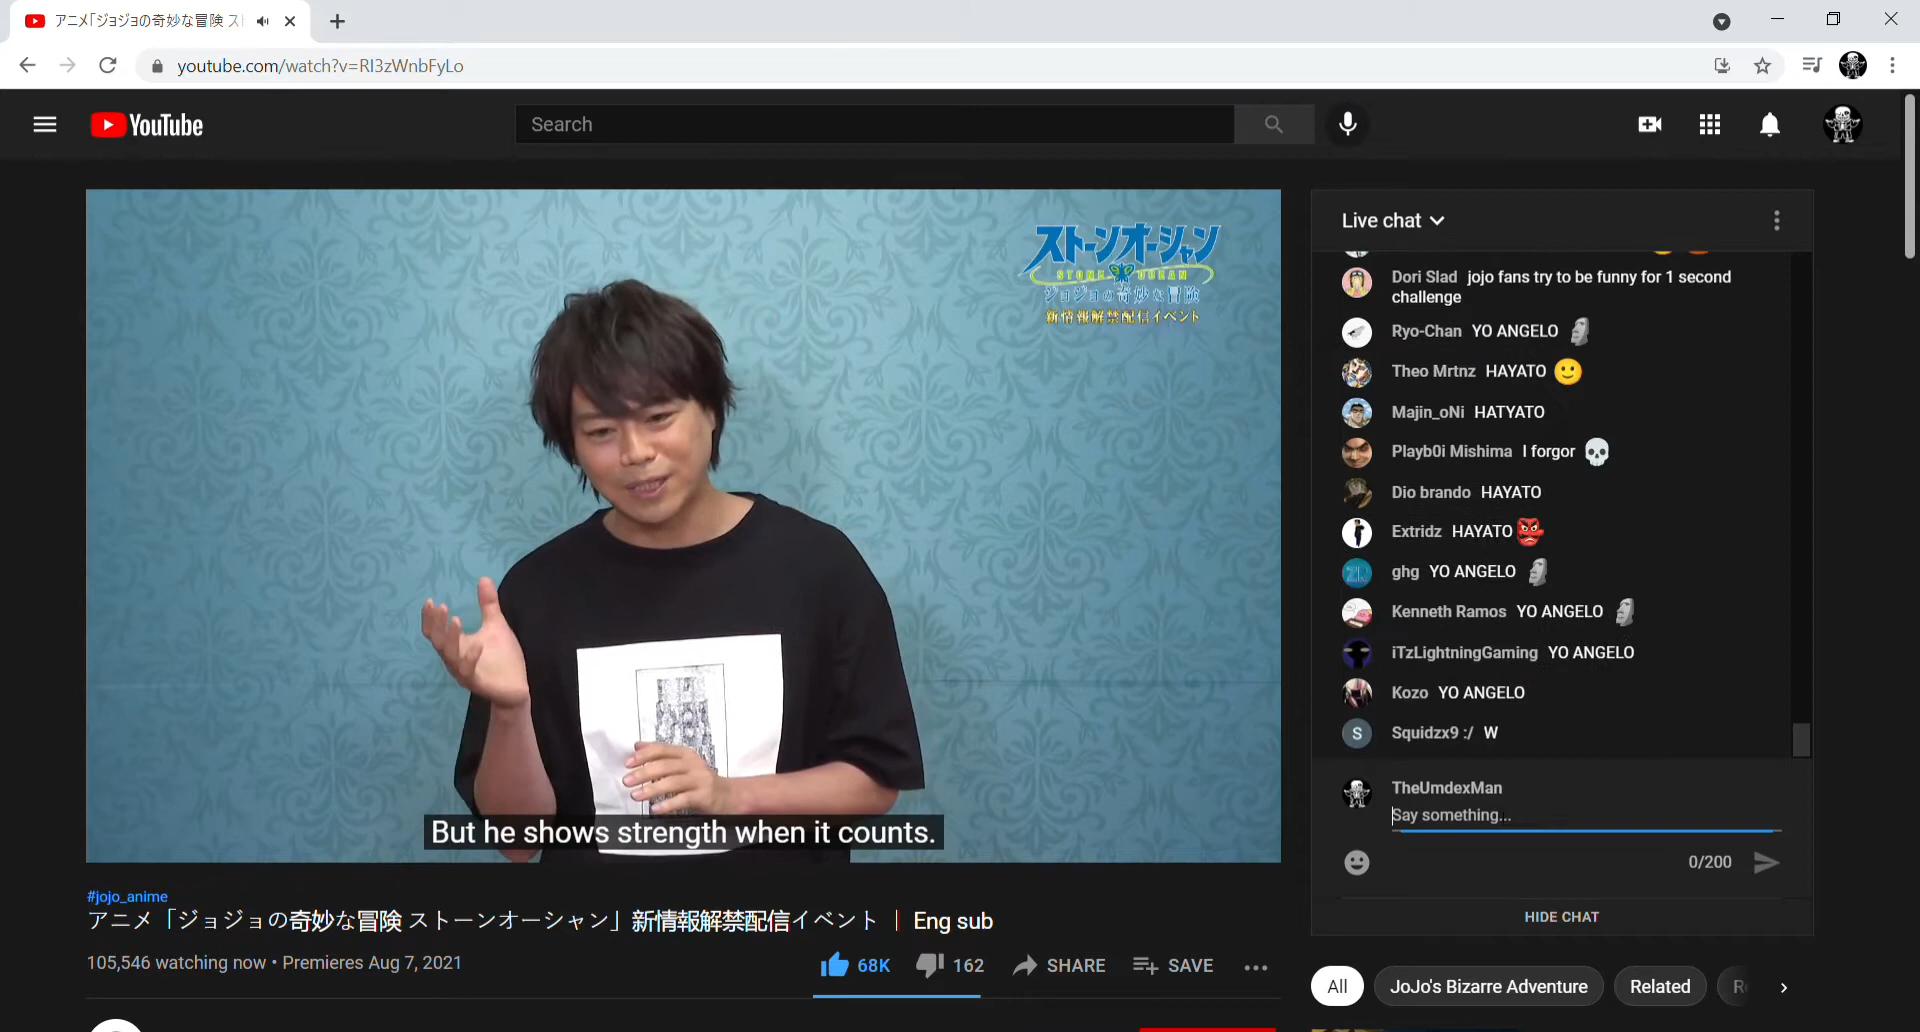 アニメ「ジョジョの奇妙な冒険 ス
youtube.com/watch?v=RI3zWnbFyLo
YouTube
Search
ストーンオーシャン
STONE OCEAN
ジョジョの奇妙な冒険
新情報解禁配信イベント
But he shows strength when it counts.
#jojo_anime
アニメ「ジョジョの奇妙な冒険 ストーンオーシャン」新情報解禁配信イベント ｜ Eng sub
105,546 watching now • Premieres Aug 7, 2021
68K 162 SHARE SAVE
Live chat
Dori Slad jojo fans try to be funny for 1 second
challenge
Ryo-Chan YO ANGELO 🗿
Theo Mrtnz HAYATO 🙂
Majin_oNi HATYATO
Playb0i Mishima I forgor 💀
Dio brando HAYATO
Extridz HAYATO👺
ghg YO ANGELO 🗿
Kenneth Ramos YO ANGELO 🗿
iTzLightningGaming YO ANGELO
Kozo YO ANGELO
S Squidzx9 :/ W
TheUmdexMan
Say something...
0/200
HIDE CHAT
All JoJo's Bizarre Adventure Related